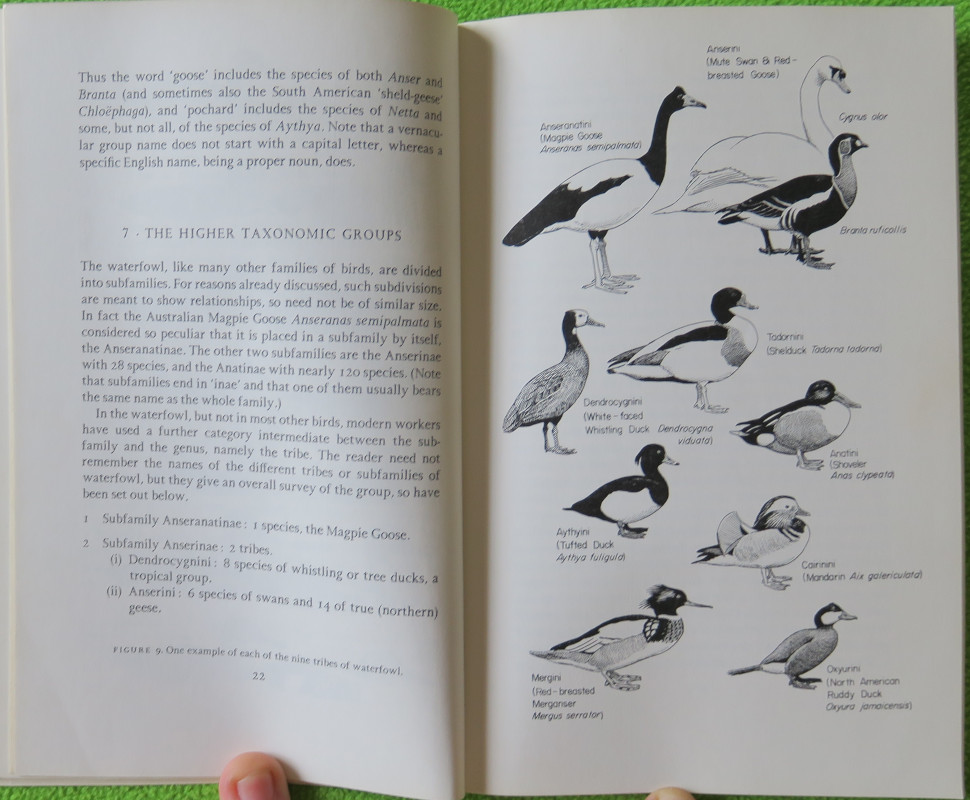 Thus the word 'goose' includes the species of both Anser and
Branta (and sometimes also the South American 'sheld-geese'
Chloëphaga), and 'pochard' includes the species of Netta and
some, but not all, of the species of Aythya. Note that a vernacu-
lar group name does not start with a capital letter, whereas a
specific English name, being a proper noun, does.
7 · THE HIGHER TAXONOMIC GROUPS
The waterfowl, like many other families of birds, are divided
into subfamilies. For reasons already discussed, such subdivisions
are meant to show relationships, so need not be of similar size.
In fact the Australian Magpie Goose Anseranas semipalmata is
considered so peculiar that it is placed in a subfamily by itself,
the Anseranatinae. The other two subfamilies are the Anserinae
with 28 species, and the Anatinae with nearly 120 species. (Note
that subfamilies end in 'inae' and that one of them usually bears
the same name as the whole family.)
In the waterfowl, but not in most other birds, modern workers
have used a further category intermediate between the sub-
family and the genus, namely the tribe. The reader need not
remember the names of the different tribes or subfamilies of
waterfowl, but they give an overall survey of the group, so have
been set out below.
1 Subfamily Anseranatinae: 1 species, the Magpie Goose.
2 Subfamily Anserinae: 2 tribes.
(i) Dendrocygnini: 8 species of whistling or tree ducks, a
tropical group.
(ii) Anserini: 6 species of swans and 14 of true (northern)
geese.
FIGURE 9. One example of each of the nine tribes of waterfowl.
22
Anserini
(Mute Swan & Red-
breasted Goose)
Cygnus olor
Anseranatini
(Magpie Goose
Anseranas semipalmata)
Branta ruficollis
Tadornini
(Shelduck Tadorna tadorna)
Dendrocygnini
(White-faced
Whistling Duck Dendrocygna
viduata)
Anatini
(Shoveler
Anas clypeata)
Aythyini
(Tufted Duck
Aythya fuligula)
Cairinini
(Mandarin Aix galericulata)
Mergini
(Red-breasted
Merganser
Mergus serrator)
Oxyurini
(North American
Ruddy Duck
Oxyura jamaicensis)